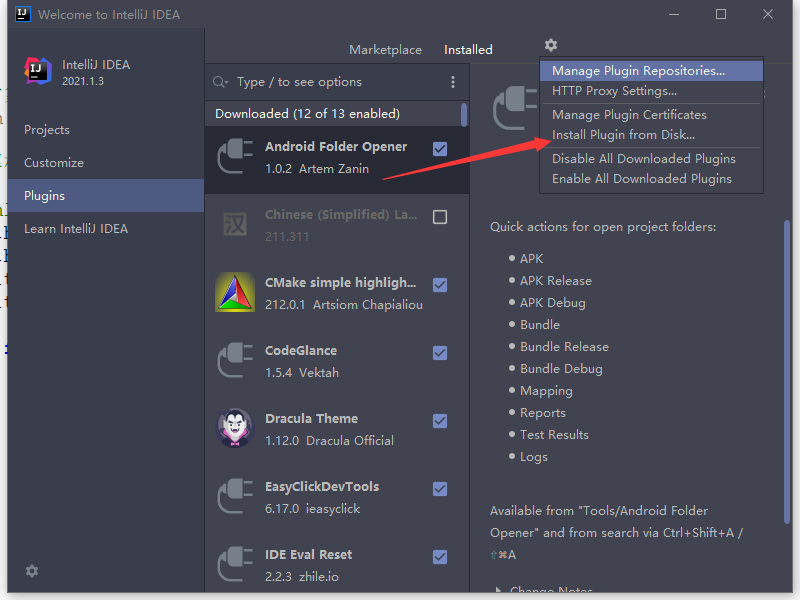 Welcome to IntelliJ IDEA
IntelliJ IDEA
2021.1.3
Projects
Customize
Plugins
Learn IntelliJ IDEA
Marketplace
Installed
Type / to see options
Downloaded (12 of 13 enabled)
Android Folder Opener
1.0.2 Artem Zanin
汉
Chinese (Simplified) La...
211.311
CMake simple highligh...
212.0.1 Artsiom Chapialiou
CodeGlance
1.5.4 Vektah
Dracula Theme
1.12.0 Dracula Official
EasyClickDevTools
6.17.0 ieasyclick
IDE Eval Reset
2.2.3 zhile.io
Manage Plugin Repositories...
HTTP Proxy Settings...
Manage Plugin Certificates
Install Plugin from Disk...
Disable All Downloaded Plugins
Enable All Downloaded Plugins
Quick actions for open project folders:
APK
APK Release
APK Debug
Bundle
Bundle Release
Bundle Debug
Mapping
Reports
Test Results
Logs
Available from "Tools/Android Folder
Opener" and from search via Ctrl+Shift+A /
⇧⌘A
Change Notes